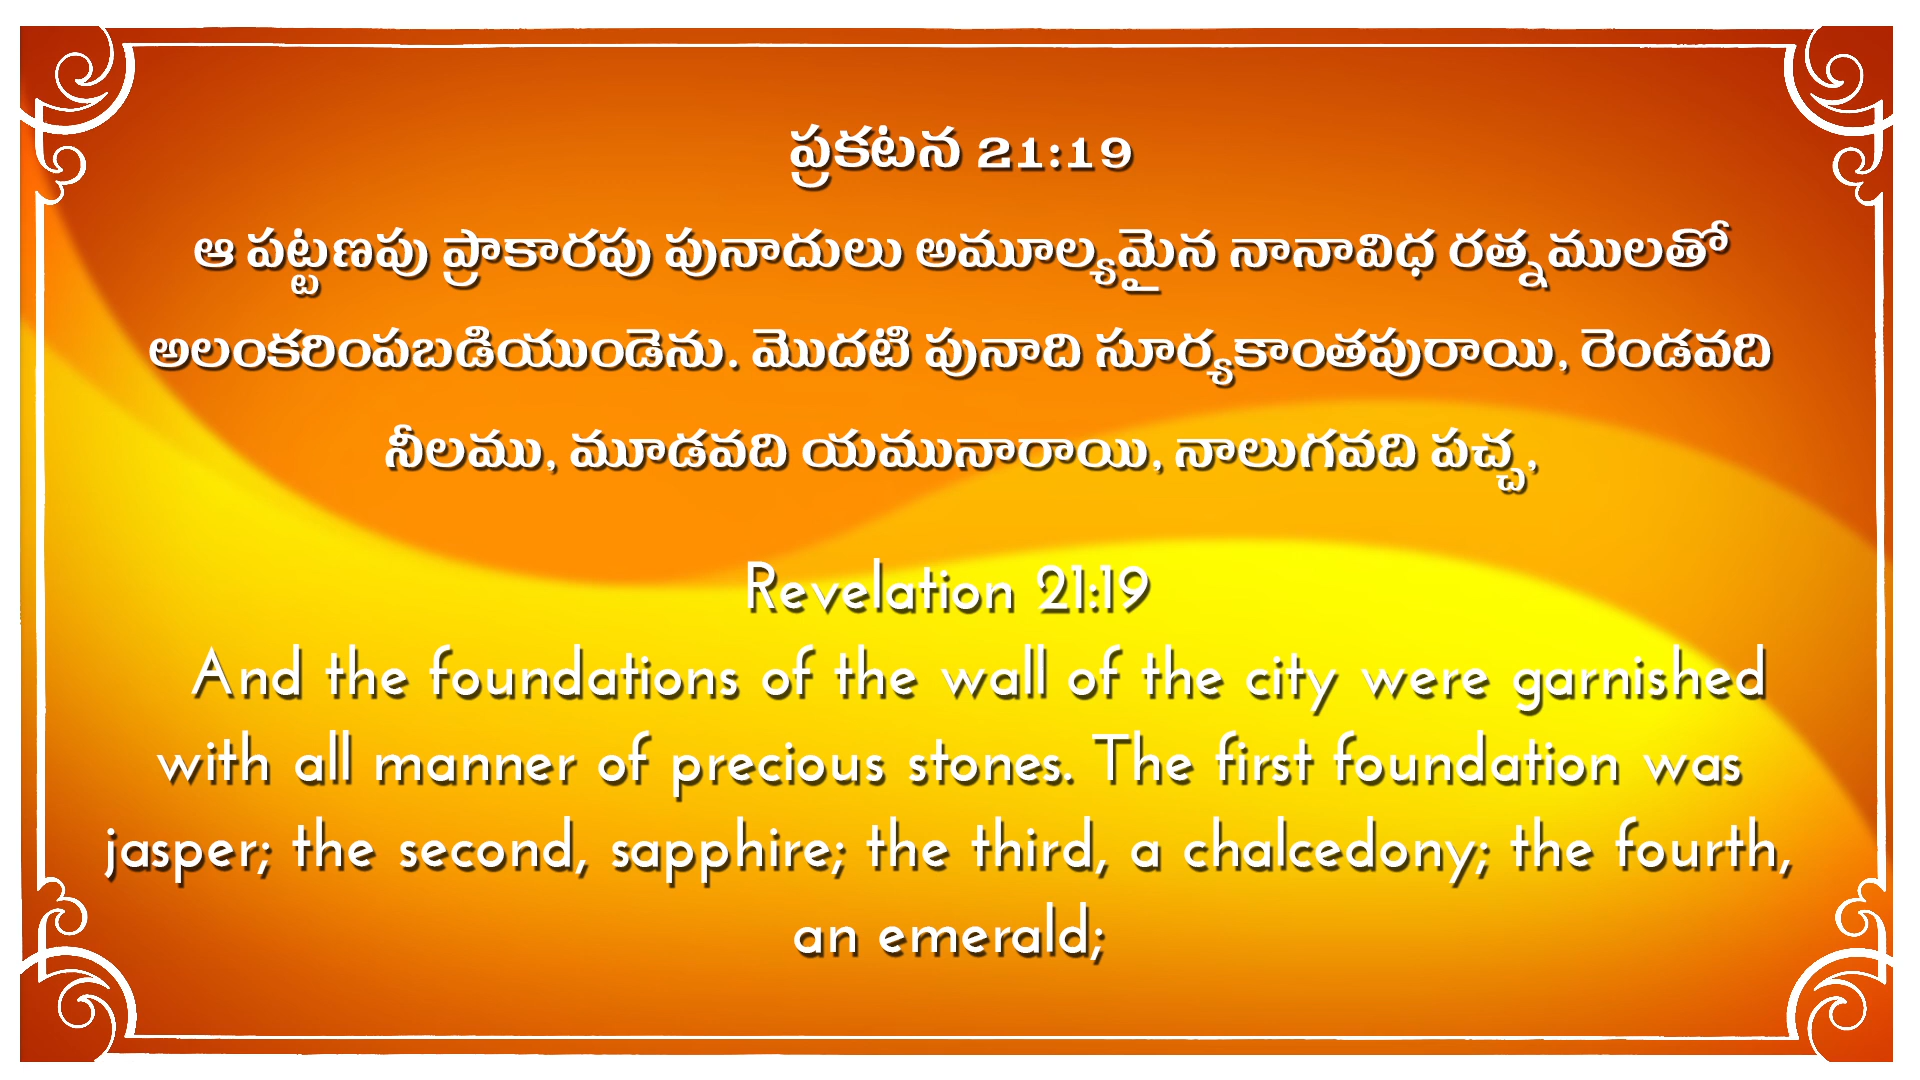 ప్రకటన 21:19
ఆ పట్టణపు ప్రాకారపు పునాదులు అమూల్యమైన నానావిధ రత్నములతో
అలంకరింపబడియుండెను. మొదటి పునాది సూర్యకాంతపురాయి, రెండవది
నీలము, మూడవది యమునారాయి, నాలుగవది పచ్చ,
Revelation 21:19
And the foundations of the wall of the city were garnished
with all manner of precious stones. The first foundation was
jasper; the second, sapphire; the third, a chalcedony; the fourth,
an emerald;